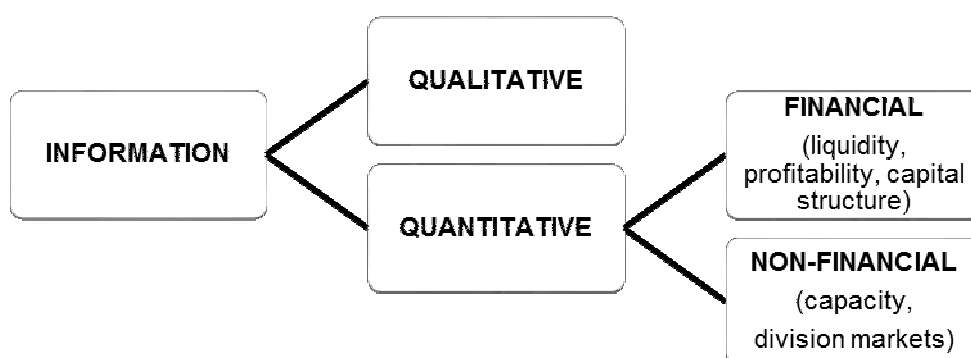 INFORMATION
QUALITATIVE
QUANTITATIVE
FINANCIAL
(liquidity,
profitability, capital
structure)
NON-FINANCIAL
(capacity,
division markets)